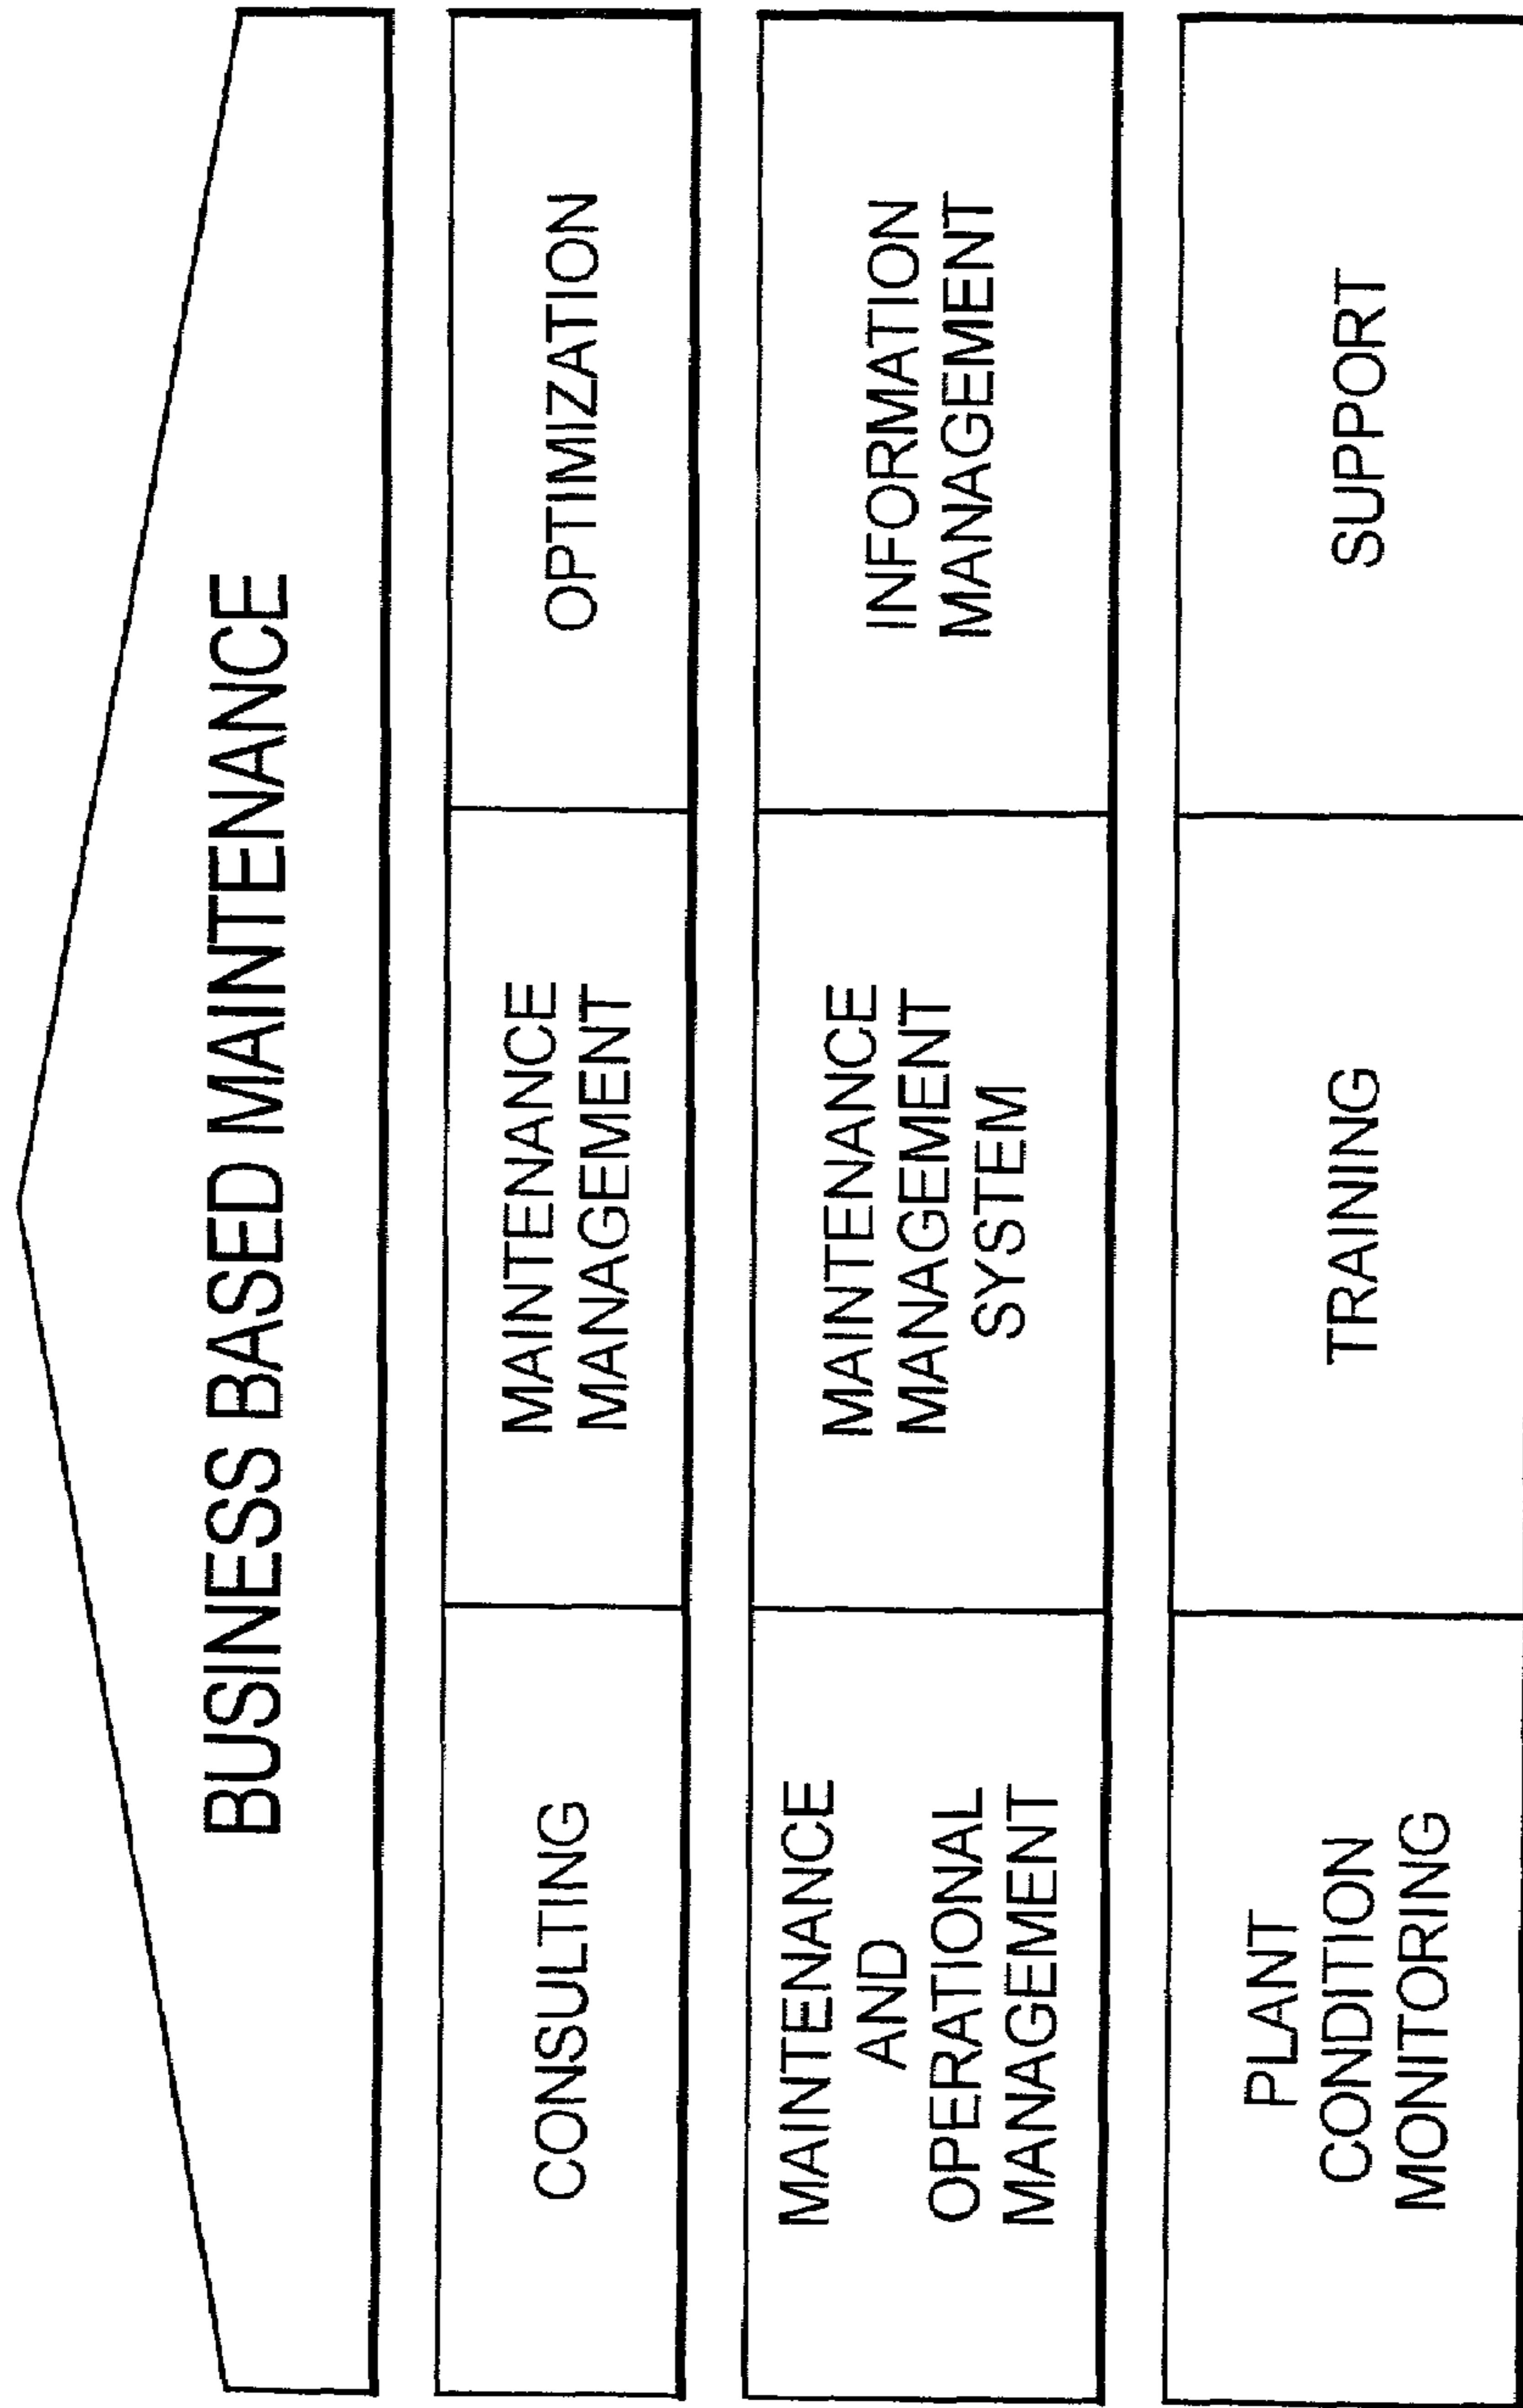 BUSINESS BASED MAINTENANCE
CONSULTING
MAINTENANCE
MANAGEMENT
OPTIMIZATION
MAINTENANCE
AND
OPERATIONAL
MANAGEMENT
MAINTENANCE
MANAGEMENT
SYSTEM
INFORMATION
MANAGEMENT
PLANT
CONDITION
MONITORING
TRAINING
SUPPORT